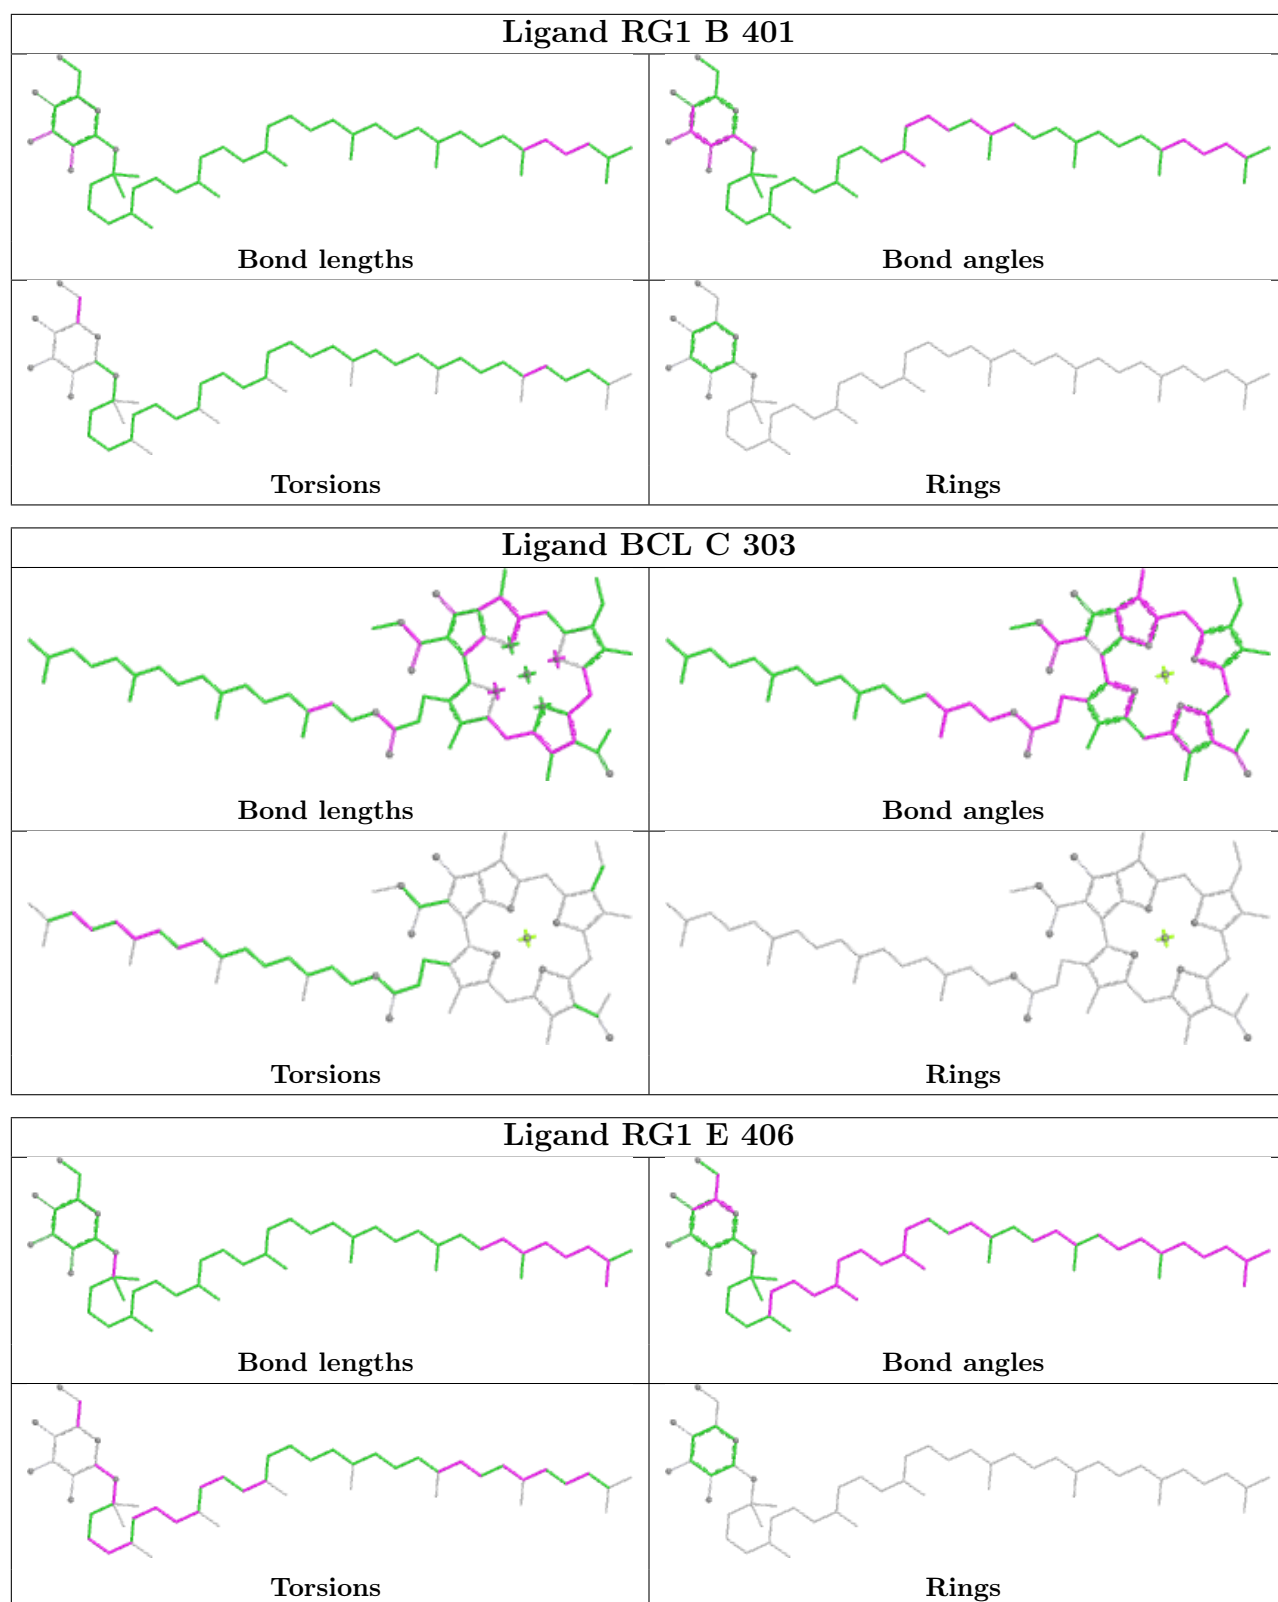 Ligand RG1 B 401
Bond lengths
Bond angles
Torsions
Rings
Ligand BCL C 303
Bond lengths
Bond angles
Torsions
Rings
Ligand RG1 E 406
Bond lengths
Bond angles
Torsions
Rings